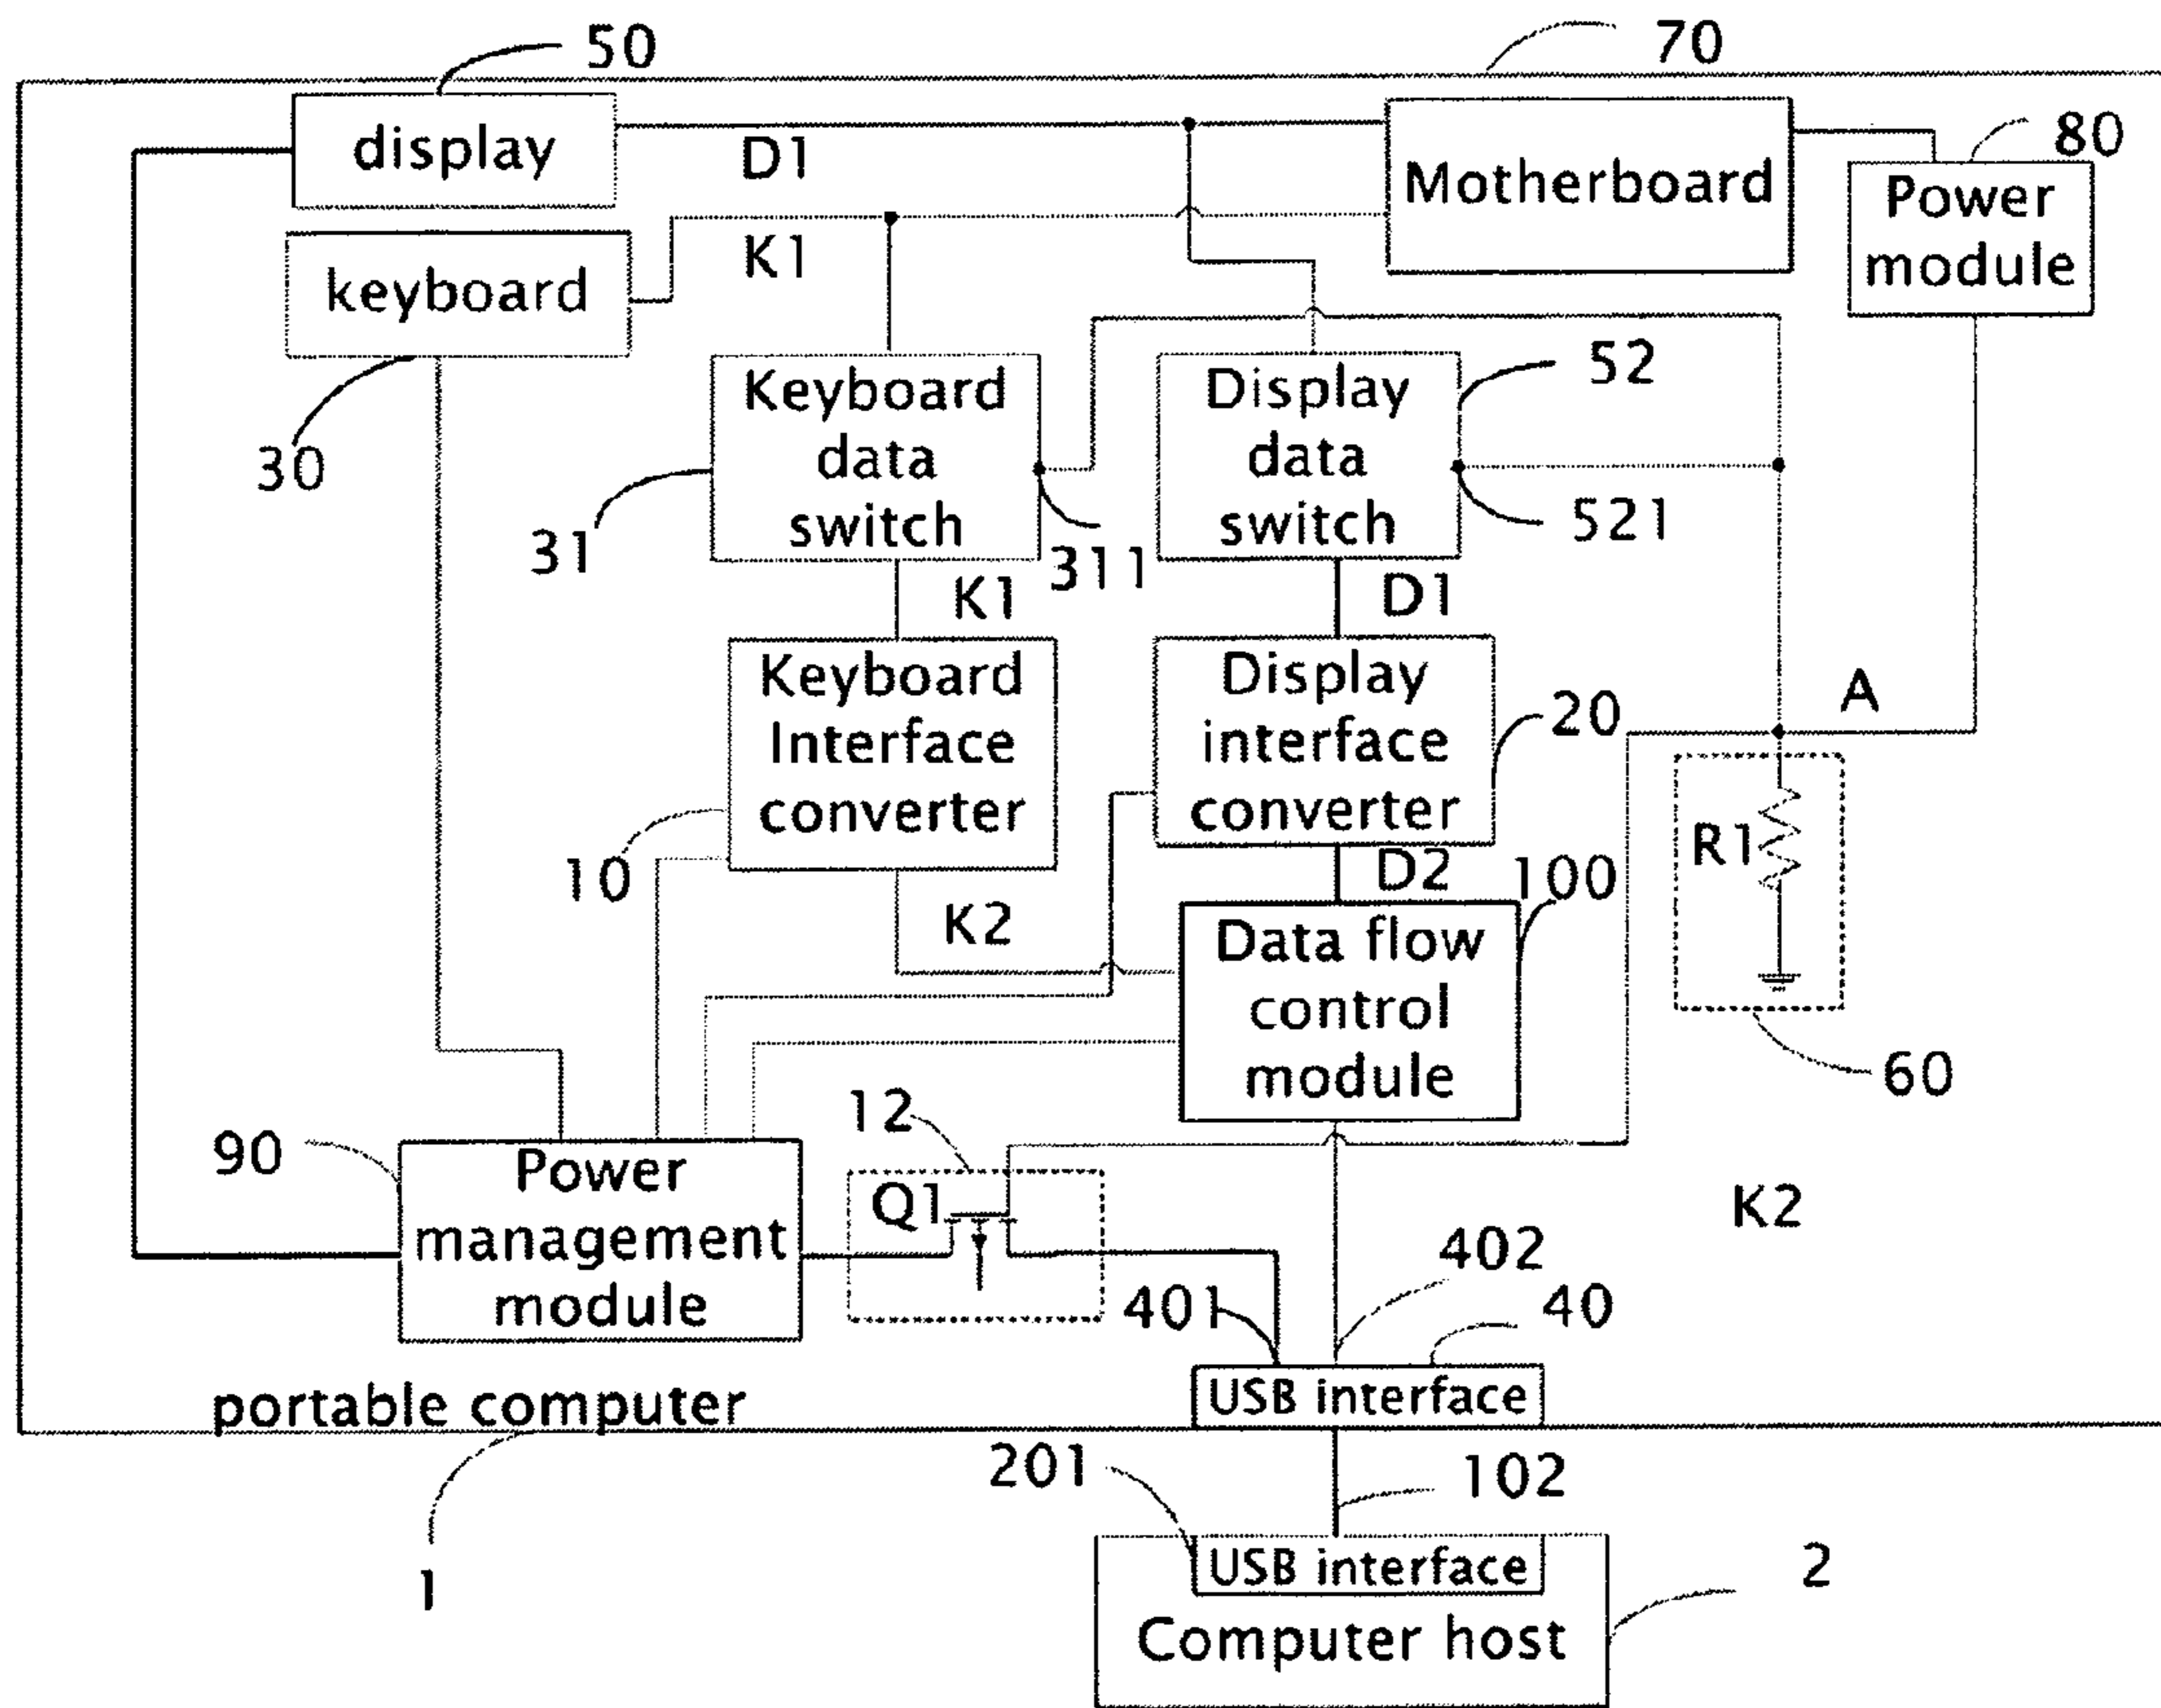 50
70
display
D1
Motherboard
80
Power
module
K1
keyboard
30
Keyboard
data
switch
31
311
Display
data
switch
52
521
K1
D1
Keyboard
Interface
converter
10
Display
interface
converter
20
A
R1
60
K2
D2
100
Data flow
control
module
12
90
Power
management
module
Q1
K2
402
401
40
USB interface
portable computer
201
102
1
USB interface
2
Computer host